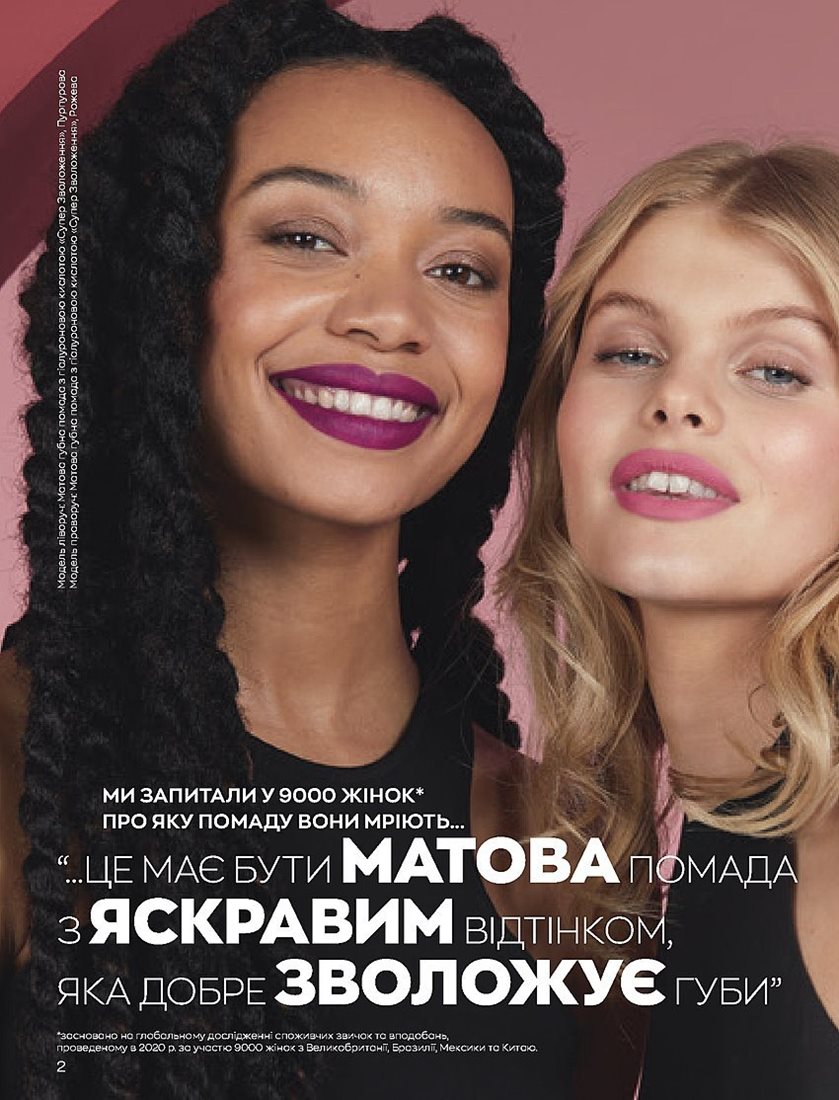 Модель ліворуч: Матова губна помада з гіалуроновою кислотою «Супер Зволоження», Пурпурова
Модель праворуч: Матова губна помада з гіалуроновою кислотою «Супер Зволоження», Рожева
МИ ЗАПИТАЛИ У 9000 ЖІНОК*
ПРО ЯКУ ПОМАДУ ВОНИ МРІЮТЬ...
“...ЦЕ МАЄ БУТИ МАТОВА ПОМАДА
З ЯСКРАВИМ ВІДТІНКОМ,
ЯКА ДОБРЕ ЗВОЛОЖУЄ ГУБИ”
*засновано на глобальному дослідженні споживчих звичок та вподобань,
проведеному в 2020 р. за участю 9000 жінок з Великобританії, Бразилії, Мексики та Китаю.
2